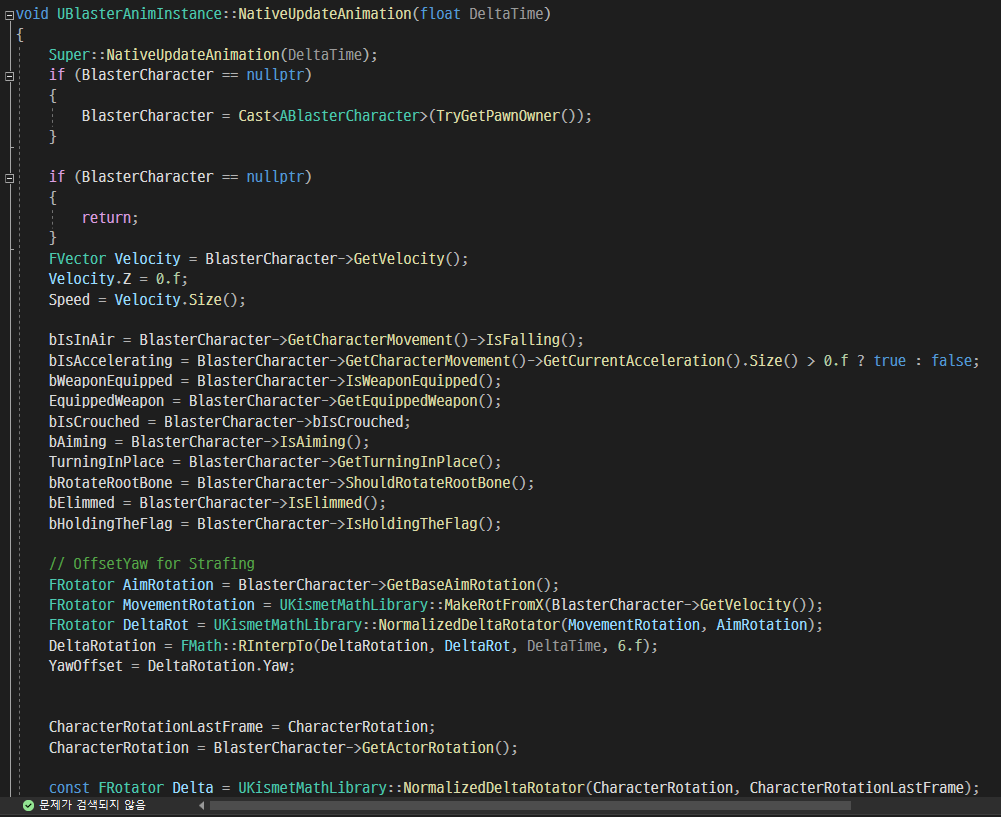 void UBlasterAnimInstance::NativeUpdateAnimation(float DeltaTime)
{
    Super::NativeUpdateAnimation(DeltaTime);
    if (BlasterCharacter == nullptr)
    {
        BlasterCharacter = Cast<ABlasterCharacter>(TryGetPawnOwner());
    }

    if (BlasterCharacter == nullptr)
    {
        return;
    }
    FVector Velocity = BlasterCharacter->GetVelocity();
    Velocity.Z = 0.f;
    Speed = Velocity.Size();

    bIsInAir = BlasterCharacter->GetCharacterMovement()->IsFalling();
    bIsAccelerating = BlasterCharacter->GetCharacterMovement()->GetCurrentAcceleration().Size() > 0.f ? true : false;
    bWeaponEquipped = BlasterCharacter->IsWeaponEquipped();
    EquippedWeapon = BlasterCharacter->GetEquippedWeapon();
    bIsCrouched = BlasterCharacter->bIsCrouched;
    bAiming = BlasterCharacter->IsAiming();
    TurningInPlace = BlasterCharacter->GetTurningInPlace();
    bRotateRootBone = BlasterCharacter->ShouldRotateRootBone();
    bElimmed = BlasterCharacter->IsElimmed();
    bHoldingTheFlag = BlasterCharacter->IsHoldingTheFlag();

    // OffsetYaw for Strafing
    FRotator AimRotation = BlasterCharacter->GetBaseAimRotation();
    FRotator MovementRotation = UKismetMathLibrary::MakeRotFromX(BlasterCharacter->GetVelocity());
    FRotator DeltaRot = UKismetMathLibrary::NormalizedDeltaRotator(MovementRotation, AimRotation);
    DeltaRotation = FMath::RInterpTo(DeltaRotation, DeltaRot, DeltaTime, 6.f);
    YawOffset = DeltaRotation.Yaw;


    CharacterRotationLastFrame = CharacterRotation;
    CharacterRotation = BlasterCharacter->GetActorRotation();

    const FRotator Delta = UKismetMathLibrary::NormalizedDeltaRotator(CharacterRotation, CharacterRotationLastFrame);
문제가 검색되지 않음